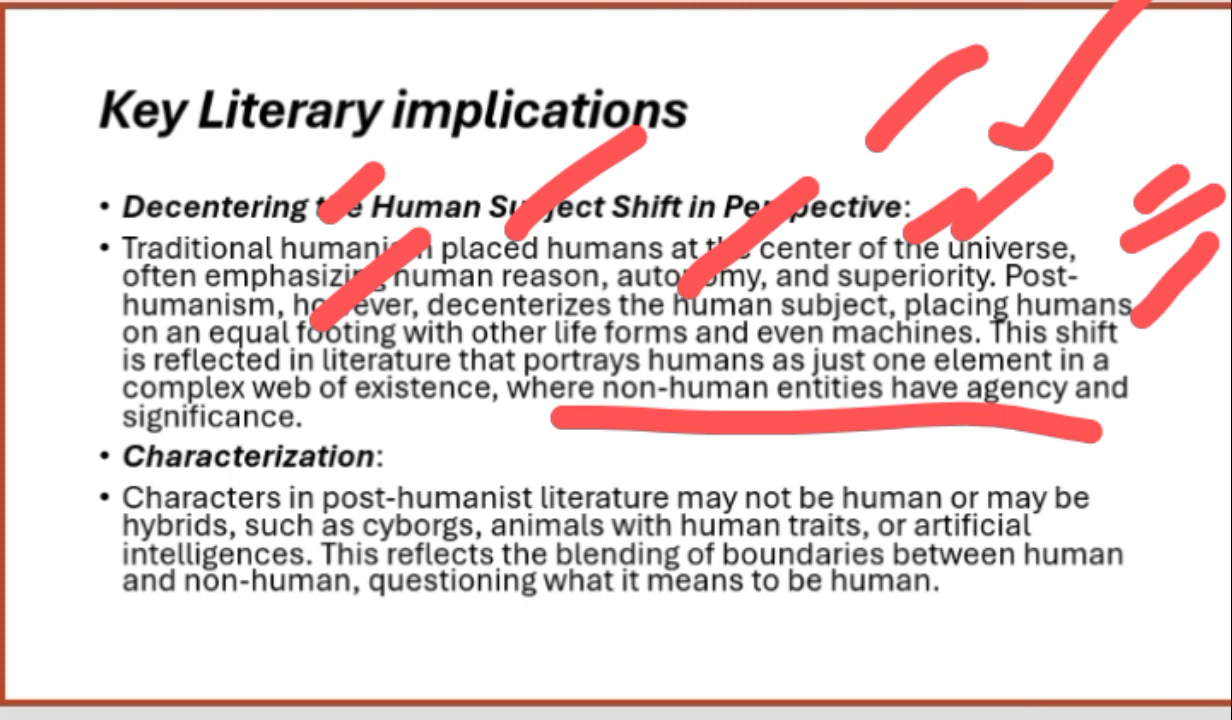 Key Literary implications
• Decentering the Human Subject Shift in Perspective:
• Traditional humanism placed humans at the center of the universe,
often emphasizing human reason, autonomy, and superiority. Post-
humanism, however, decenterizes the human subject, placing humans
on an equal footing with other life forms and even machines. This shift
is reflected in literature that portrays humans as just one element in a
complex web of existence, where non-human entities have agency and
significance.
• Characterization:
• Characters in post-humanist literature may not be human or may be
hybrids, such as cyborgs, animals with human traits, or artificial
intelligences. This reflects the blending of boundaries between human
and non-human, questioning what it means to be human.